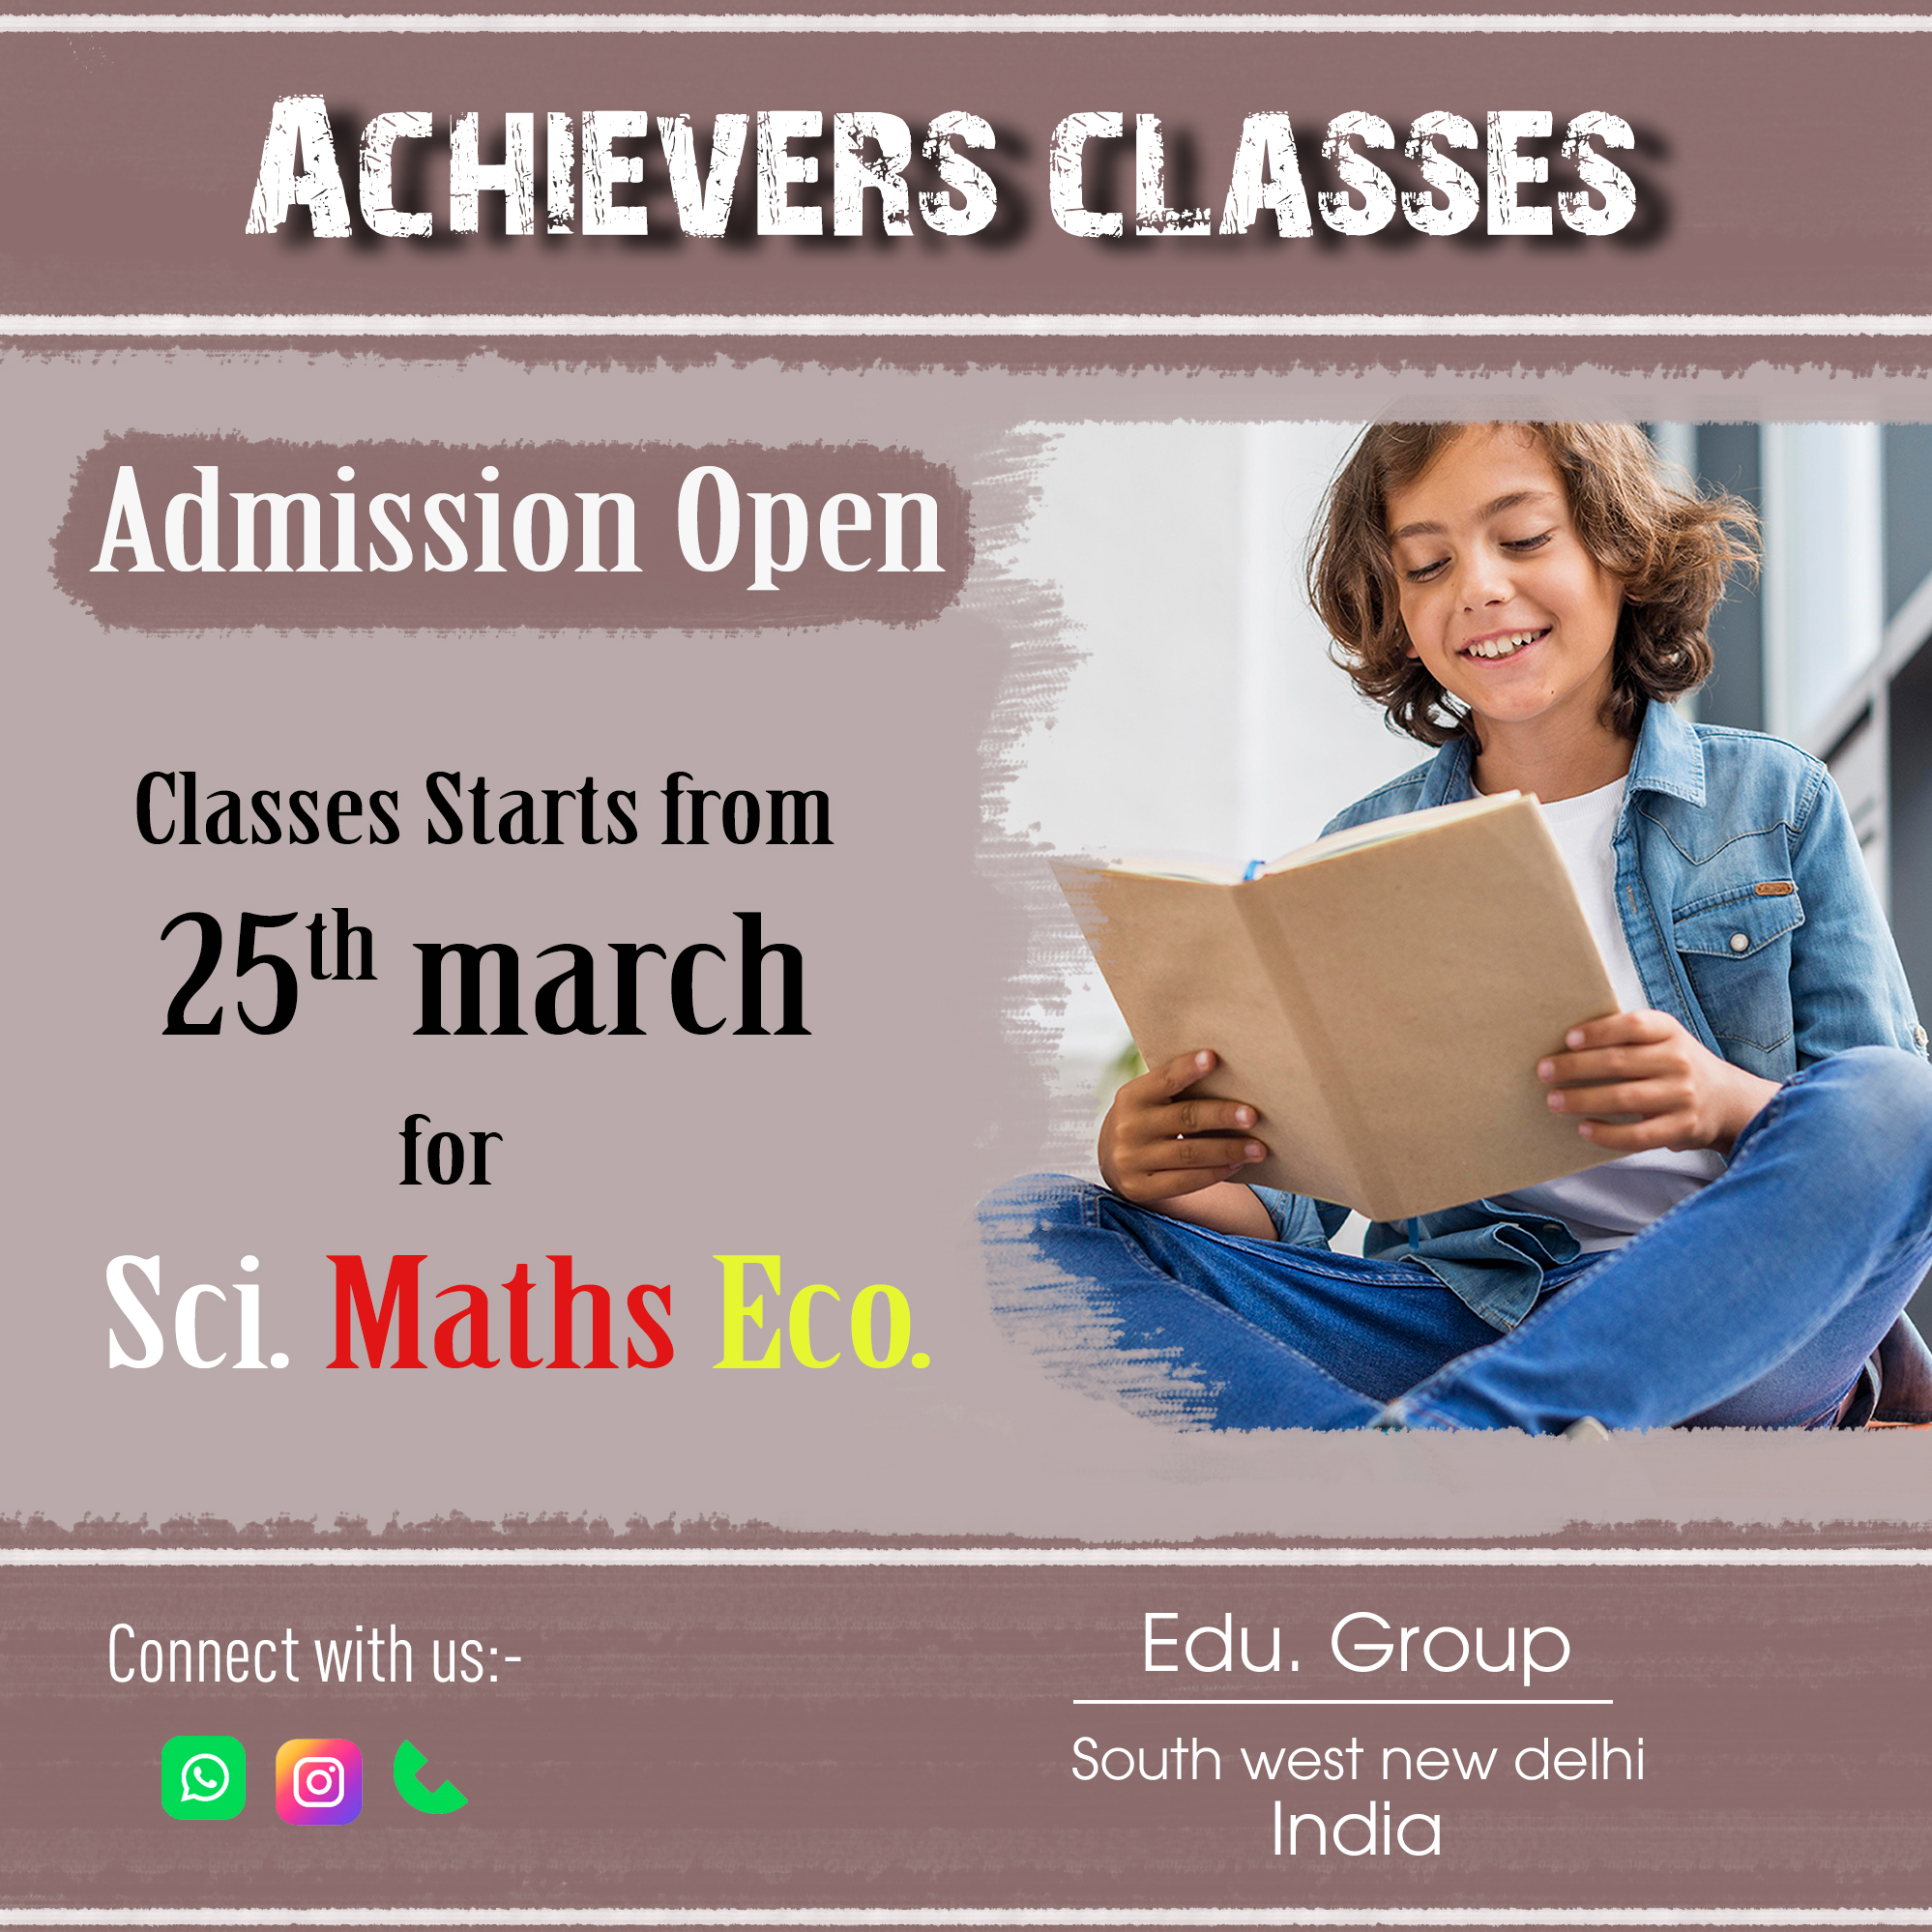 Achievers classes
Admission Open
Classes Starts from
25th march
for
Sci. Maths Eco.
Connect with us:-
Edu. Group
South west new delhi
India